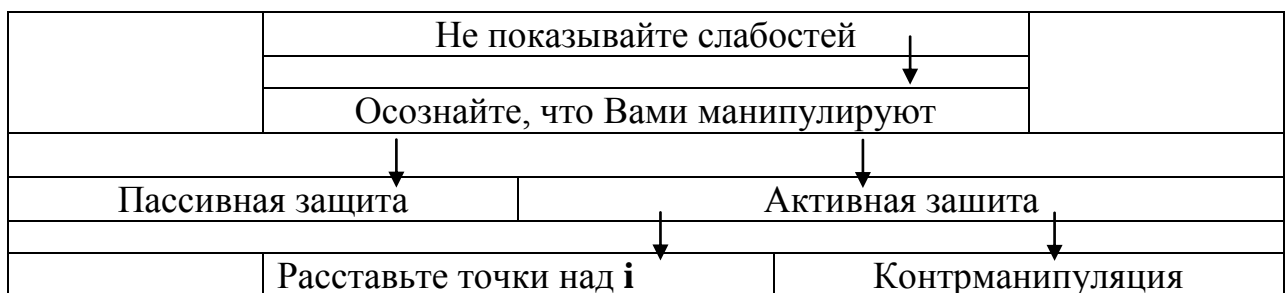 Не показывайте слабостей
Осознайте, что Вами манипулируют
Пассивная защита Активная зашита
Расставьте точки над i Контрманипуляция